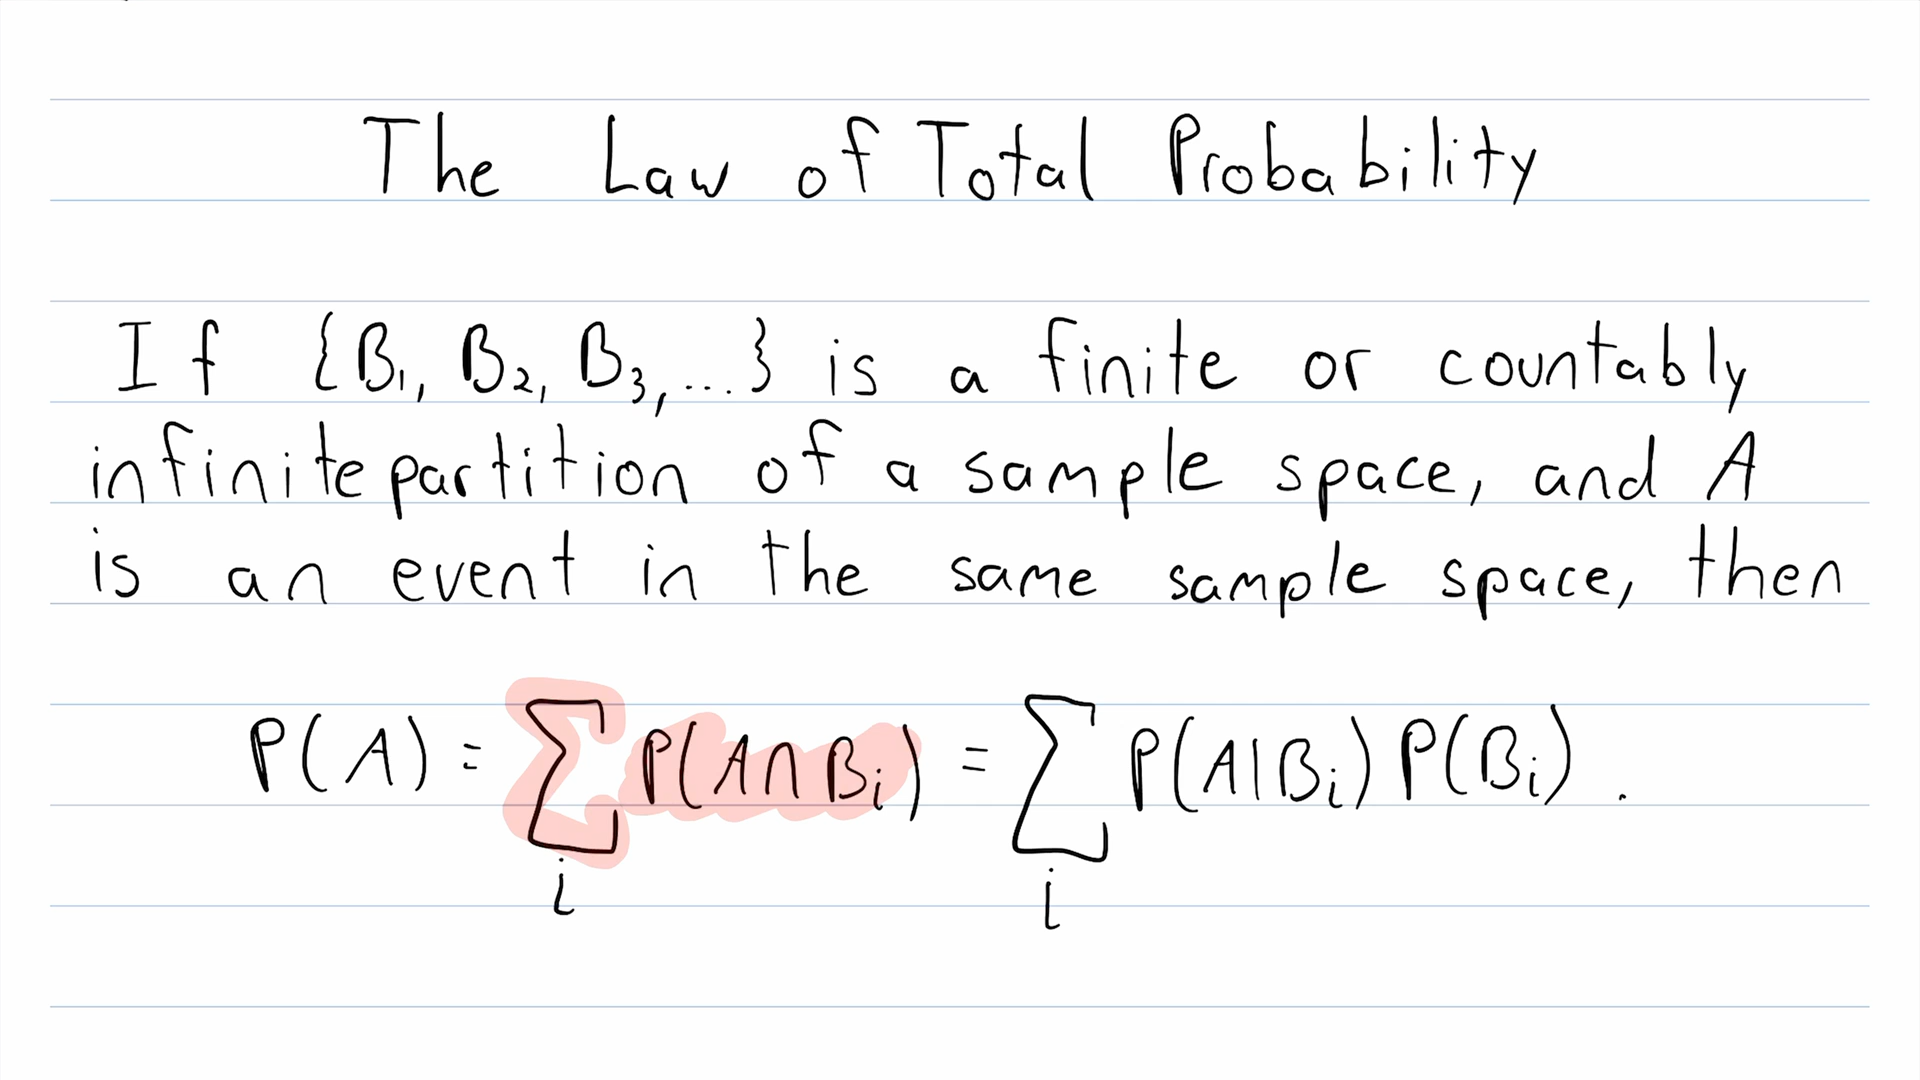 The Law of Total Probability
If {B₁, B₂, B₃, ...} is a finite or countably
infinite partition of a sample space, and A
is an event in the same sample space, then
P(A) = ∑ᵢ P(A∩Bᵢ) = ∑ᵢ P(A|Bᵢ) P(Bᵢ) .